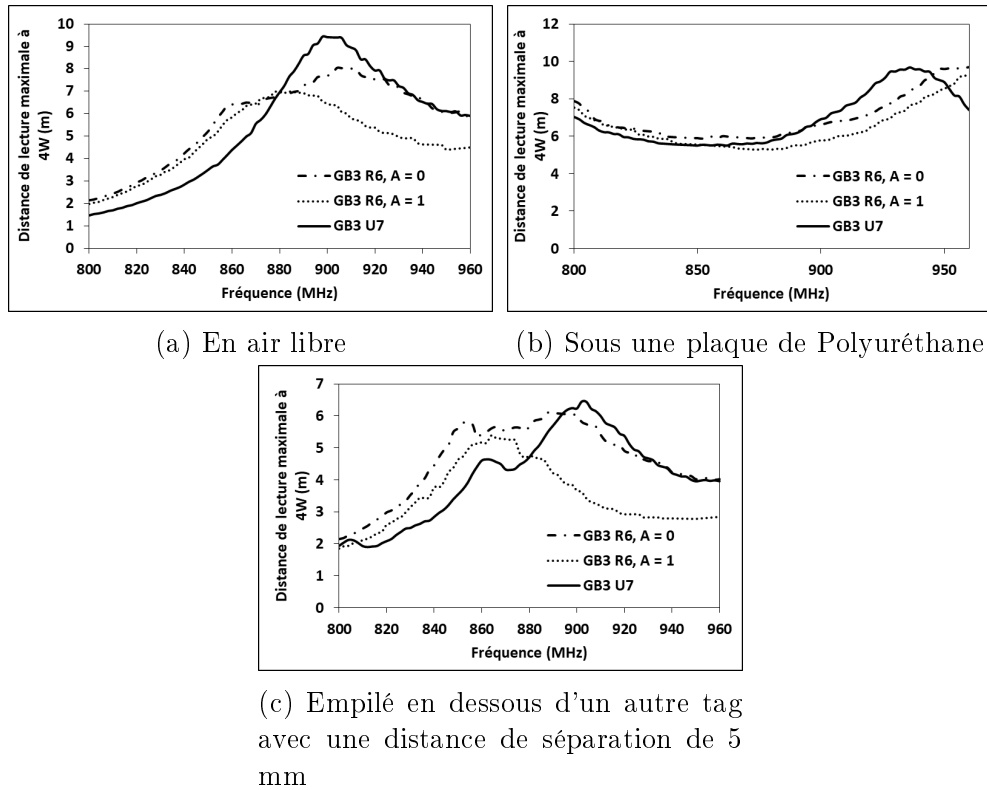 10
9
8
7
6
5
4
3
2
1
0
Distance de lecture maximale à
4W (m)
GB3 R6, A = 0
GB3 R6, A = 1
GB3 U7
800 820 840 860 880 900 920 940 960
Fréquence (MHz)
(a) En air libre
12
10
8
6
4
2
0
Distance de lecture maximale à
4W (m)
GB3 R6, A = 0
GB3 R6, A = 1
GB3 U7
800 850 900 950
Fréquence (MHz)
(b) Sous une plaque de Polyuréthane
7
6
5
4
3
2
1
0
Distance de lecture maximale à
4W (m)
GB3 R6, A = 0
GB3 R6, A = 1
GB3 U7
800 820 840 860 880 900 920 940 960
Fréquence (MHz)
(c) Empilé en dessous d'un autre tag
avec une distance de séparation de 5
mm